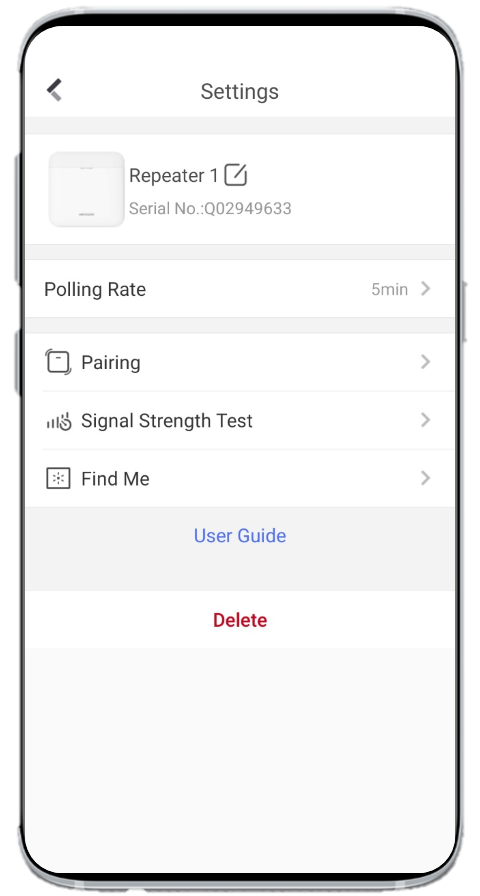 Settings
Repeater 1
Serial No.:Q02949633
Polling Rate
5min
Pairing
Signal Strength Test
Find Me
User Guide
Delete